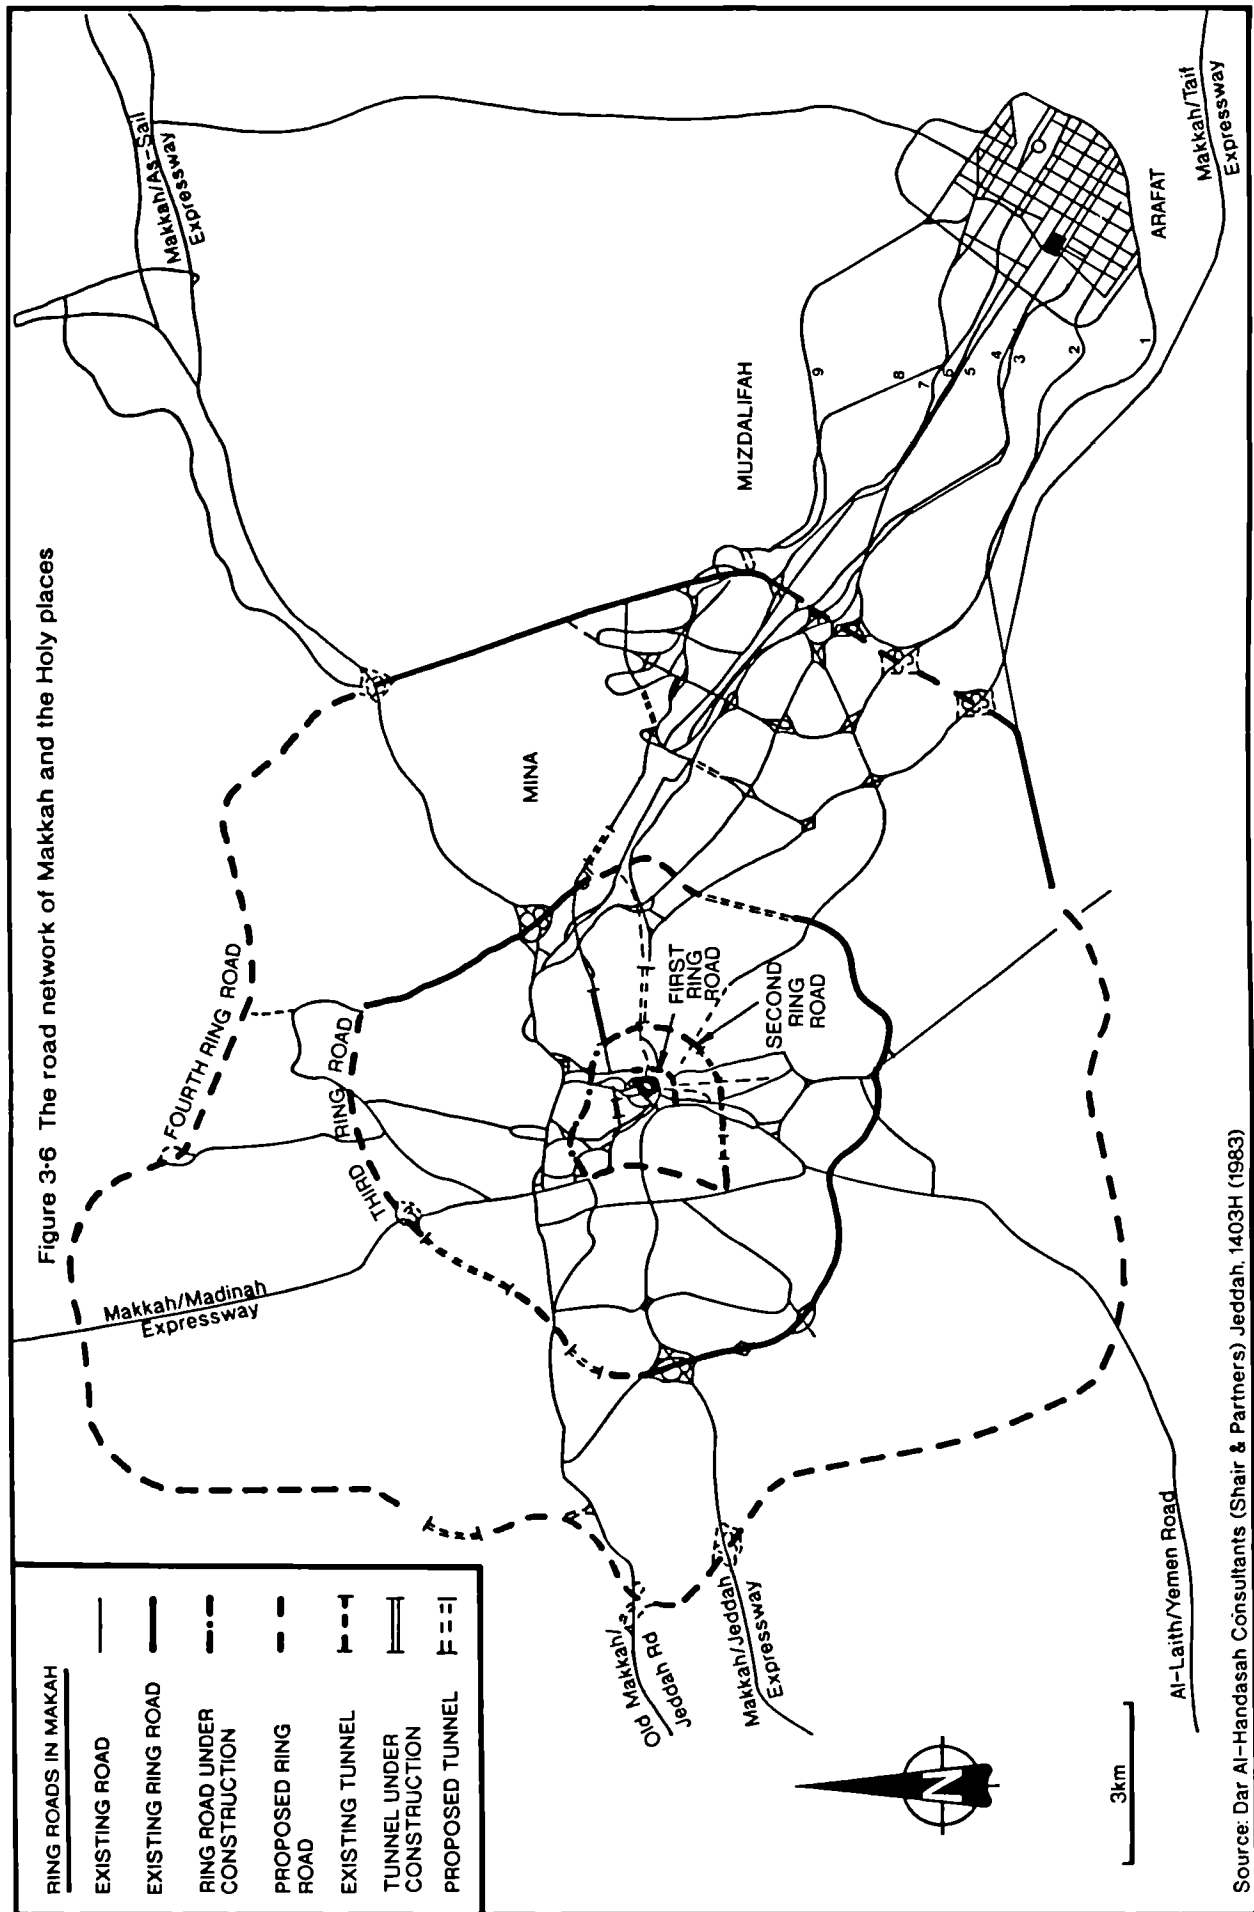 Figure 3·6 The road network of Makkah and the Holy places
RING ROADS IN MAKAH
EXISTING ROAD
EXISTING RING ROAD
RING ROAD UNDER
CONSTRUCTION
PROPOSED RING
ROAD
EXISTING TUNNEL
TUNNEL UNDER
CONSTRUCTION
PROPOSED TUNNEL
Makkah/Madinah
Expressway
FOURTH RING ROAD
THIRD RING ROAD
Makkah/As-Sail
Expressway
MINA
MUZDALIFAH
FIRST
RING
ROAD
SECOND
RING
ROAD
Old Makkah/
Jeddah Rd
Makkah/Jeddah
Expressway
9
8
7
6
5
4
3
2
1
ARAFAT
Makkah/Taif
Expressway
Al-Laith/Yemen Road
N
3km
Source: Dar Al-Handasah Consultants (Shair & Partners) Jeddah, 1403H (1983)